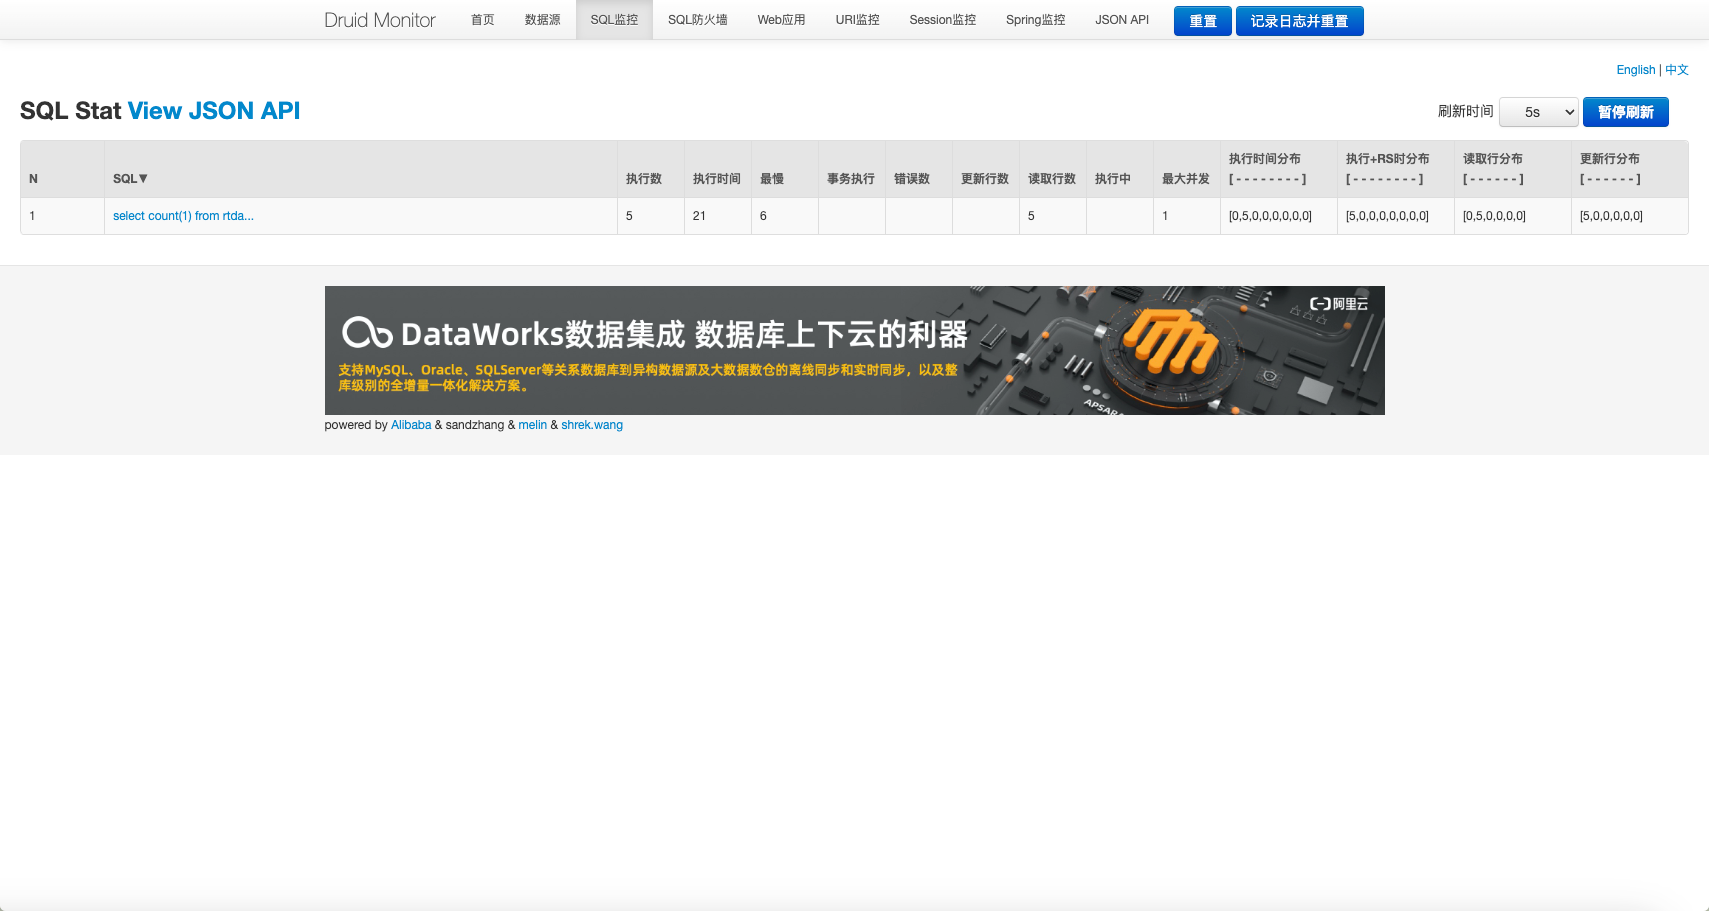 Druid Monitor 首页 数据源 SQL监控 SQL防火墙 Web应用 URI监控 Session监控 Spring监控 JSON API 重置 记录日志并重置
English | 中文
SQL Stat View JSON API 刷新时间 5s 暂停刷新
N SQL▼ 执行数 执行时间 最慢 事务执行 错误数 更新行数 读取行数 执行中 最大并发 执行时间分布 [ - - - - - - - - ] 执行+RS时分布 [ - - - - - - - - ] 读取行分布 [ - - - - - - ] 更新行分布 [ - - - - - - ]
1 select count(1) from rtda... 5 21 6 5 1 [0,5,0,0,0,0,0,0] [5,0,0,0,0,0,0,0] [0,5,0,0,0,0] [5,0,0,0,0,0]
阿里云
DataWorks数据集成 数据库上下云的利器
支持MySQL、Oracle、SQLServer等关系数据库到异构数据源及大数据数仓的离线同步和实时同步，以及整
库级别的全增量一体化解决方案。
APSARA
powered by Alibaba & sandzhang & melin & shrek.wang